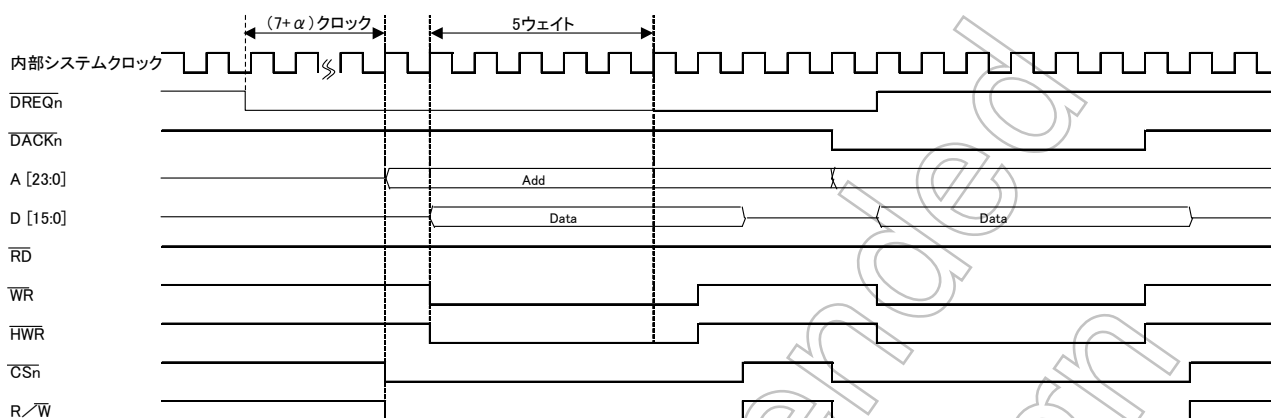 (7+α)クロック
5ウェイト
内部システムクロック
DREQn
DACKn
A [23:0]
Add
D [15:0]
Data
Data
RD
WR
HWR
CSn
R/W